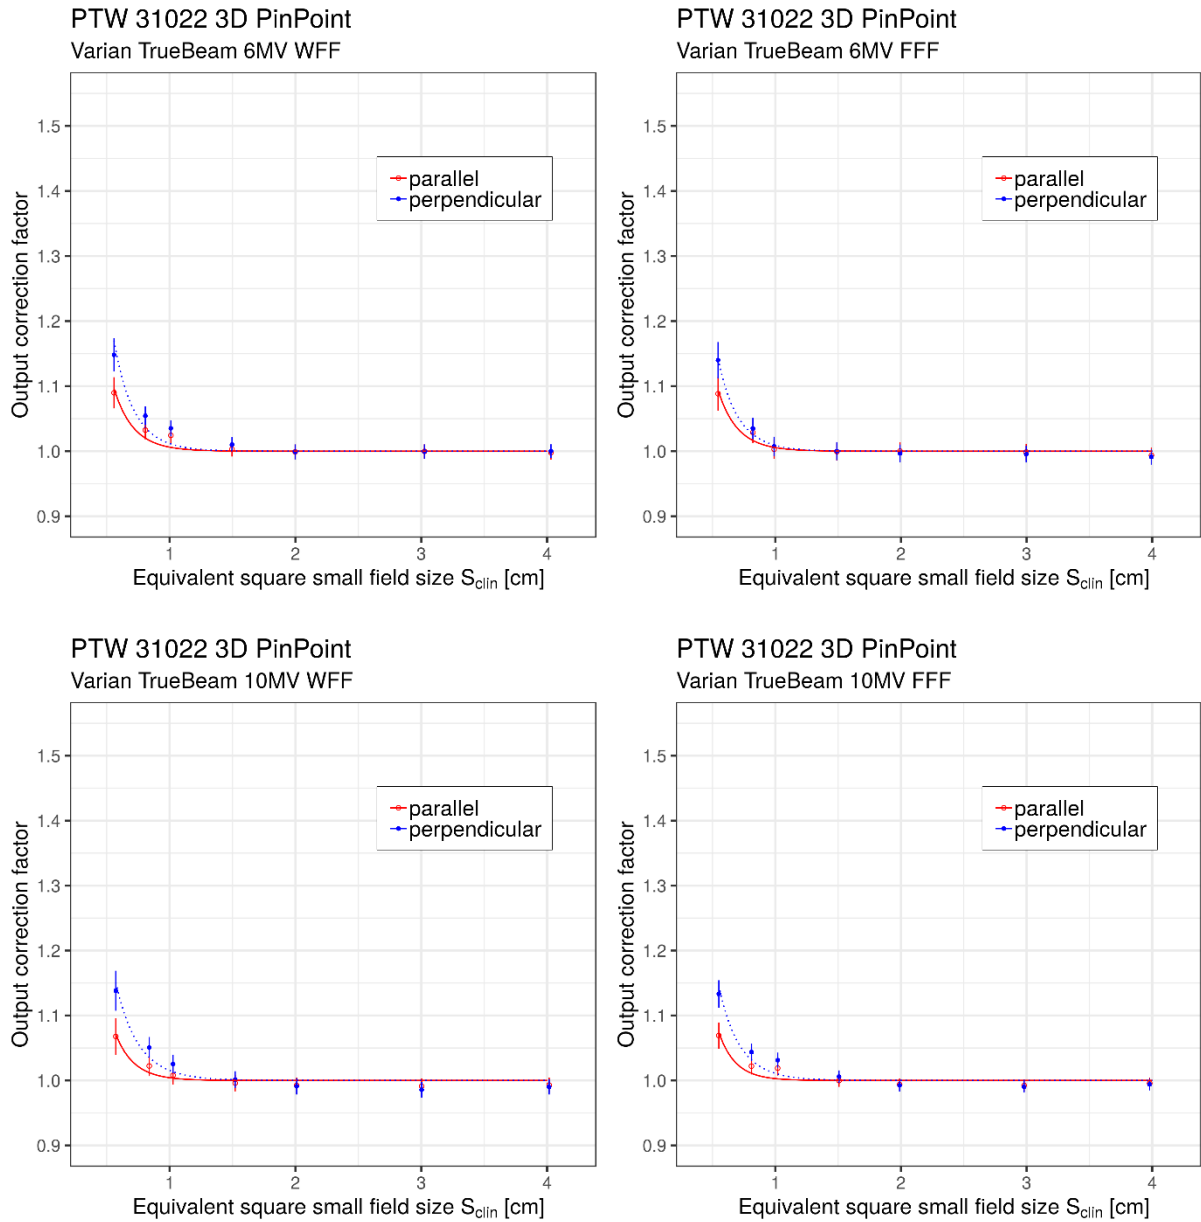 PTW 31022 3D PinPoint
Varian TrueBeam 6MV WFF
1.5
1.4
1.3
1.2
1.1
1.0
0.9
Output correction factor
parallel
perpendicular
1 2 3 4
Equivalent square small field size Sclin [cm]
PTW 31022 3D PinPoint
Varian TrueBeam 6MV FFF
1.5
1.4
1.3
1.2
1.1
1.0
0.9
Output correction factor
parallel
perpendicular
1 2 3 4
Equivalent square small field size Sclin [cm]
PTW 31022 3D PinPoint
Varian TrueBeam 10MV WFF
1.5
1.4
1.3
1.2
1.1
1.0
0.9
Output correction factor
parallel
perpendicular
1 2 3 4
Equivalent square small field size Sclin [cm]
PTW 31022 3D PinPoint
Varian TrueBeam 10MV FFF
1.5
1.4
1.3
1.2
1.1
1.0
0.9
Output correction factor
parallel
perpendicular
1 2 3 4
Equivalent square small field size Sclin [cm]